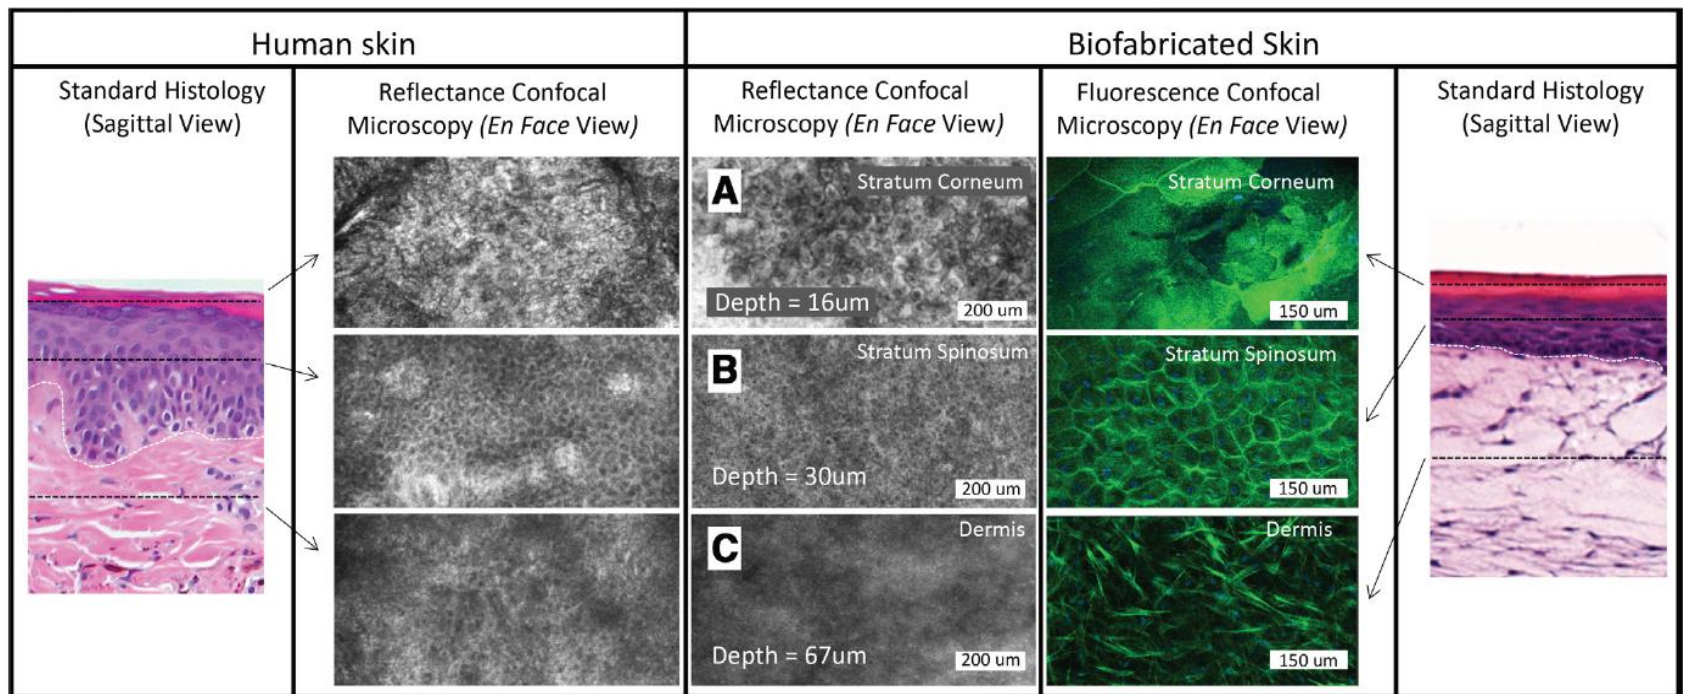 Human skin
Biofabricated Skin
Standard Histology
(Sagittal View)
Reflectance Confocal
Microscopy (En Face View)
Reflectance Confocal
Microscopy (En Face View)
Fluorescence Confocal
Microscopy (En Face View)
Standard Histology
(Sagittal View)
A
Stratum Corneum
Depth = 16um
200 um
Stratum Corneum
150 um
B
Stratum Spinosum
Depth = 30um
200 um
Stratum Spinosum
150 um
C
Dermis
Depth = 67um
200 um
Dermis
150 um